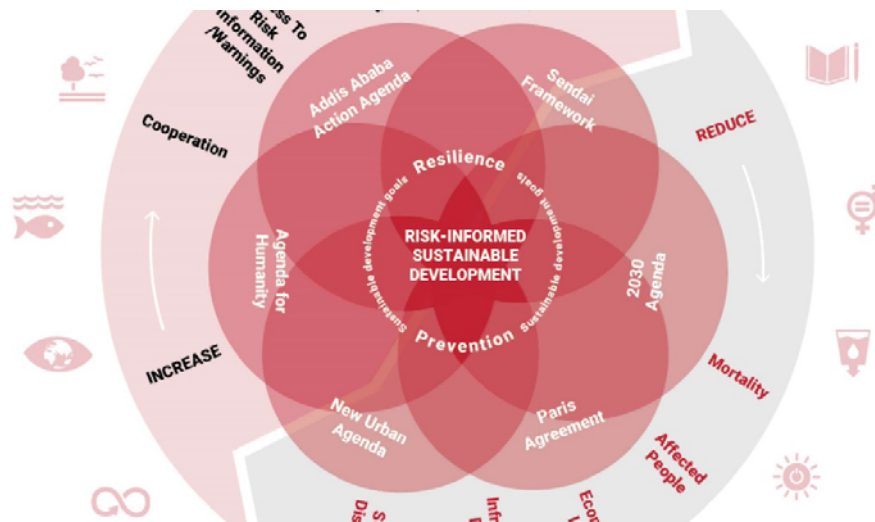 To
Risk
Information
/Warnings
Cooperation
INCREASE
Addis Ababa
Action Agenda
Sendai
Framework
Agenda for
Humanity
2030
Agenda
New Urban
Agenda
Paris
Agreement
Resilience
Sustainable development goals
Sustainable development goals
Prevention
RISK-INFORMED
SUSTAINABLE
DEVELOPMENT
REDUCE
Mortality
Affected
People